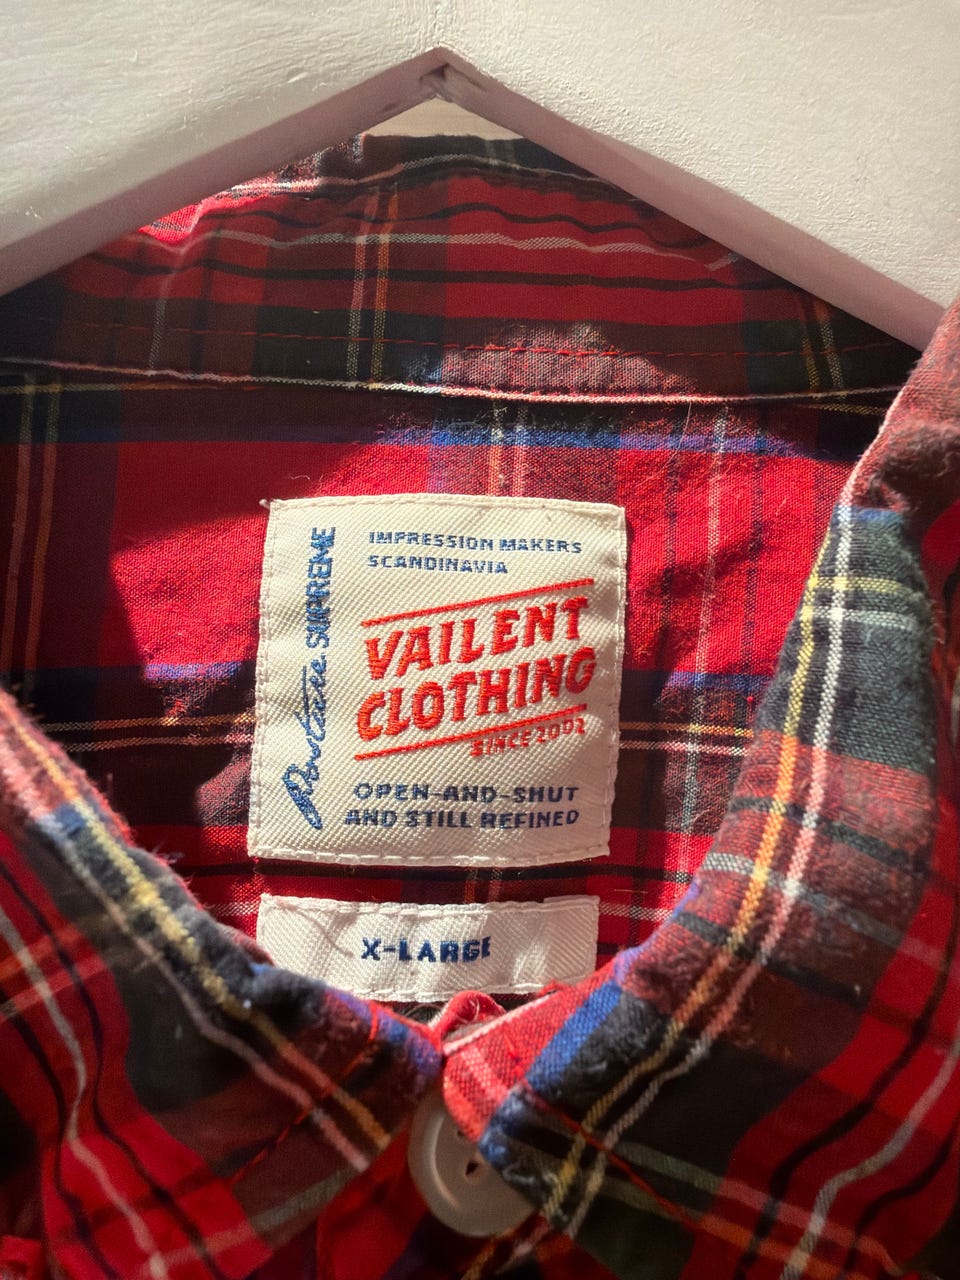 IMPRESSION MAKERS
SCANDINAVIA
VAILENT
CLOTHING
SINCE 2002
OPEN-AND-SHUT
AND STILL REFINED
SUPREME
X-LARGE